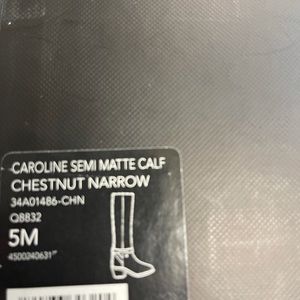 CAROLINE SEMI MATTE CALF
CHESTNUT NARROW
34A01486-CHN
Q8832
5M
4500240631